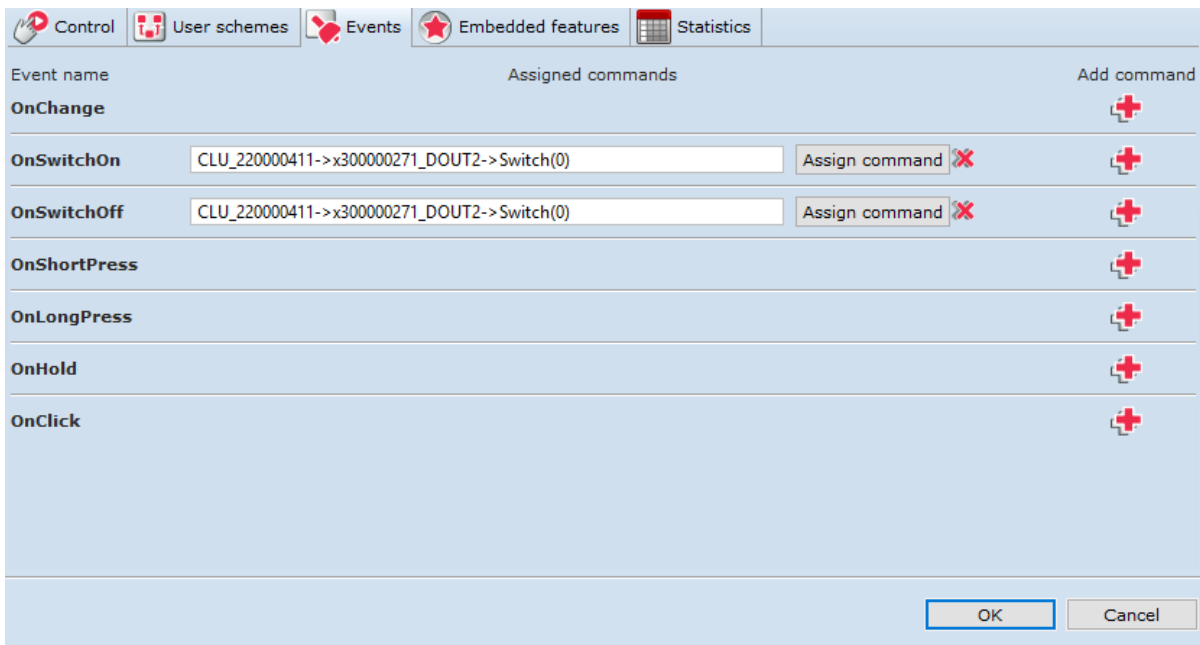 Control User schemes Events Embedded features Statistics
Event name Assigned commands Add command
OnChange
OnSwitchOn CLU_220000411->x300000271_DOUT2->Switch(0) Assign command
OnSwitchOff CLU_220000411->x300000271_DOUT2->Switch(0) Assign command
OnShortPress
OnLongPress
OnHold
OnClick
OK Cancel